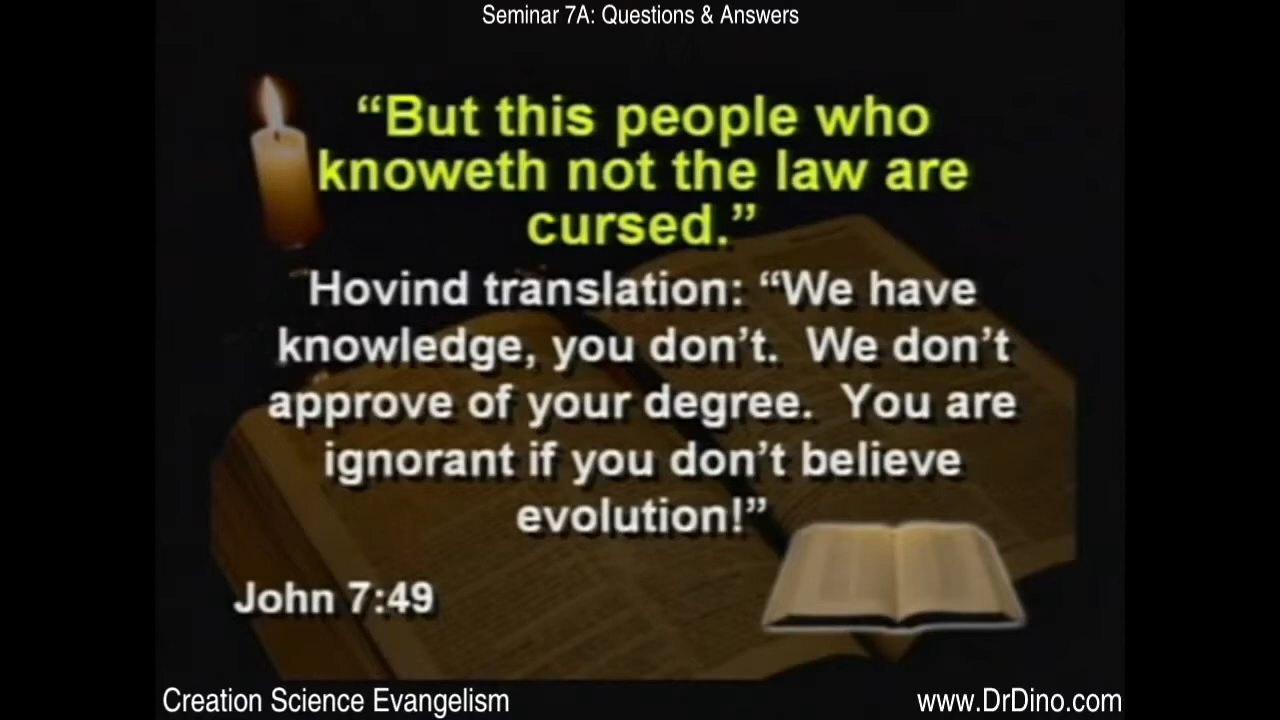 Seminar 7A: Questions & Answers
“But this people who
knoweth not the law are
cursed.”
Hovind translation: “We have
knowledge, you don’t.  We don’t
approve of your degree.  You are
ignorant if you don’t believe
evolution!”
John 7:49
Creation Science Evangelism
www.DrDino.com